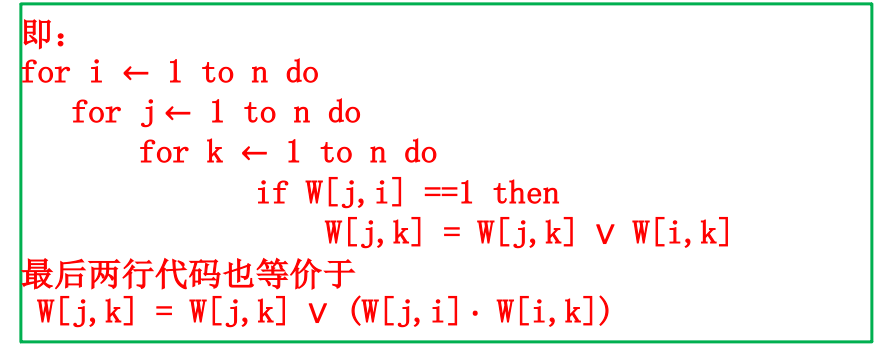 即：
for i ← 1 to n do
for j← 1 to n do
for k ← 1 to n do
if W[j,i] ==1 then
W[j,k] = W[j,k] ∨ W[i,k]
最后两行代码也等价于
W[j,k] = W[j,k] ∨ (W[j,i]· W[i,k])